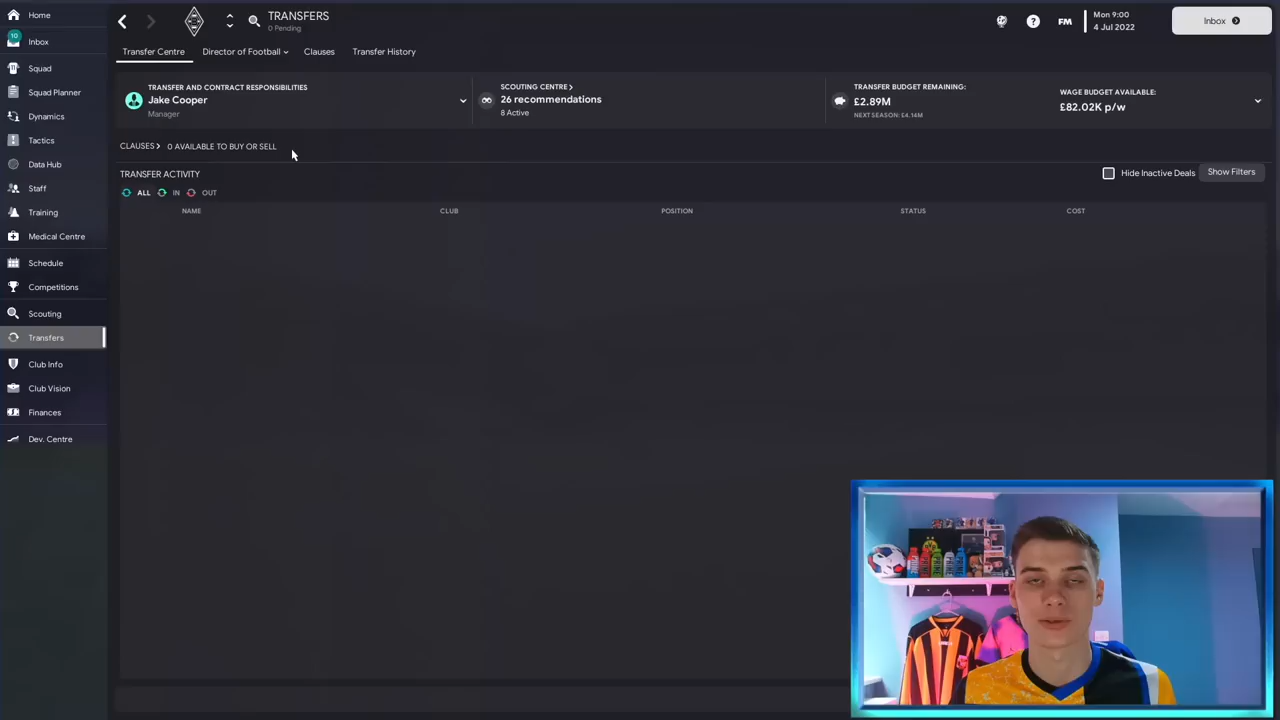 Home
10
Inbox
Squad
Squad Planner
Dynamics
Tactics
Data Hub
Staff
Training
Medical Centre
Schedule
Competitions
Scouting
Transfers
Club Info
Club Vision
Finances
Dev. Centre
TRANSFERS
0 Pending
?
FM
Mon 9:00
4 Jul 2022
Inbox
Transfer Centre
Director of Football
Clauses
Transfer History
TRANSFER AND CONTRACT RESPONSIBILITIES
Jake Cooper
Manager
SCOUTING CENTRE >
26 recommendations
8 Active
TRANSFER BUDGET REMAINING:
£2.89M
NEXT SEASON: £4.14M
WAGE BUDGET AVAILABLE:
£82.02K p/w
CLAUSES > 0 AVAILABLE TO BUY OR SELL
TRANSFER ACTIVITY
Hide Inactive Deals
Show Filters
ALL IN OUT
NAME CLUB POSITION STATUS COST